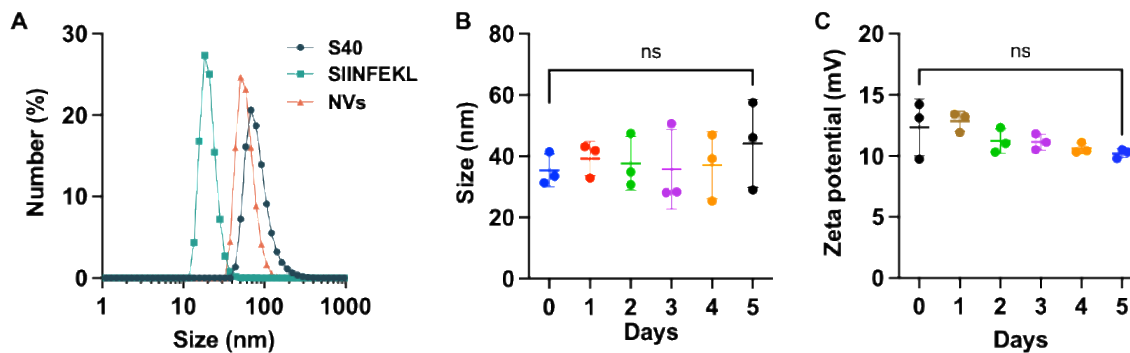 A
Number (%)
30
20
10
0
1
10
100
1000
Size (nm)
S40
SIINFEKL
NVs
B
Size (nm)
80
60
40
20
0
ns
0 1 2 3 4 5
Days
C
Zeta potential (mV)
20
15
10
5
0
ns
0 1 2 3 4 5
Days